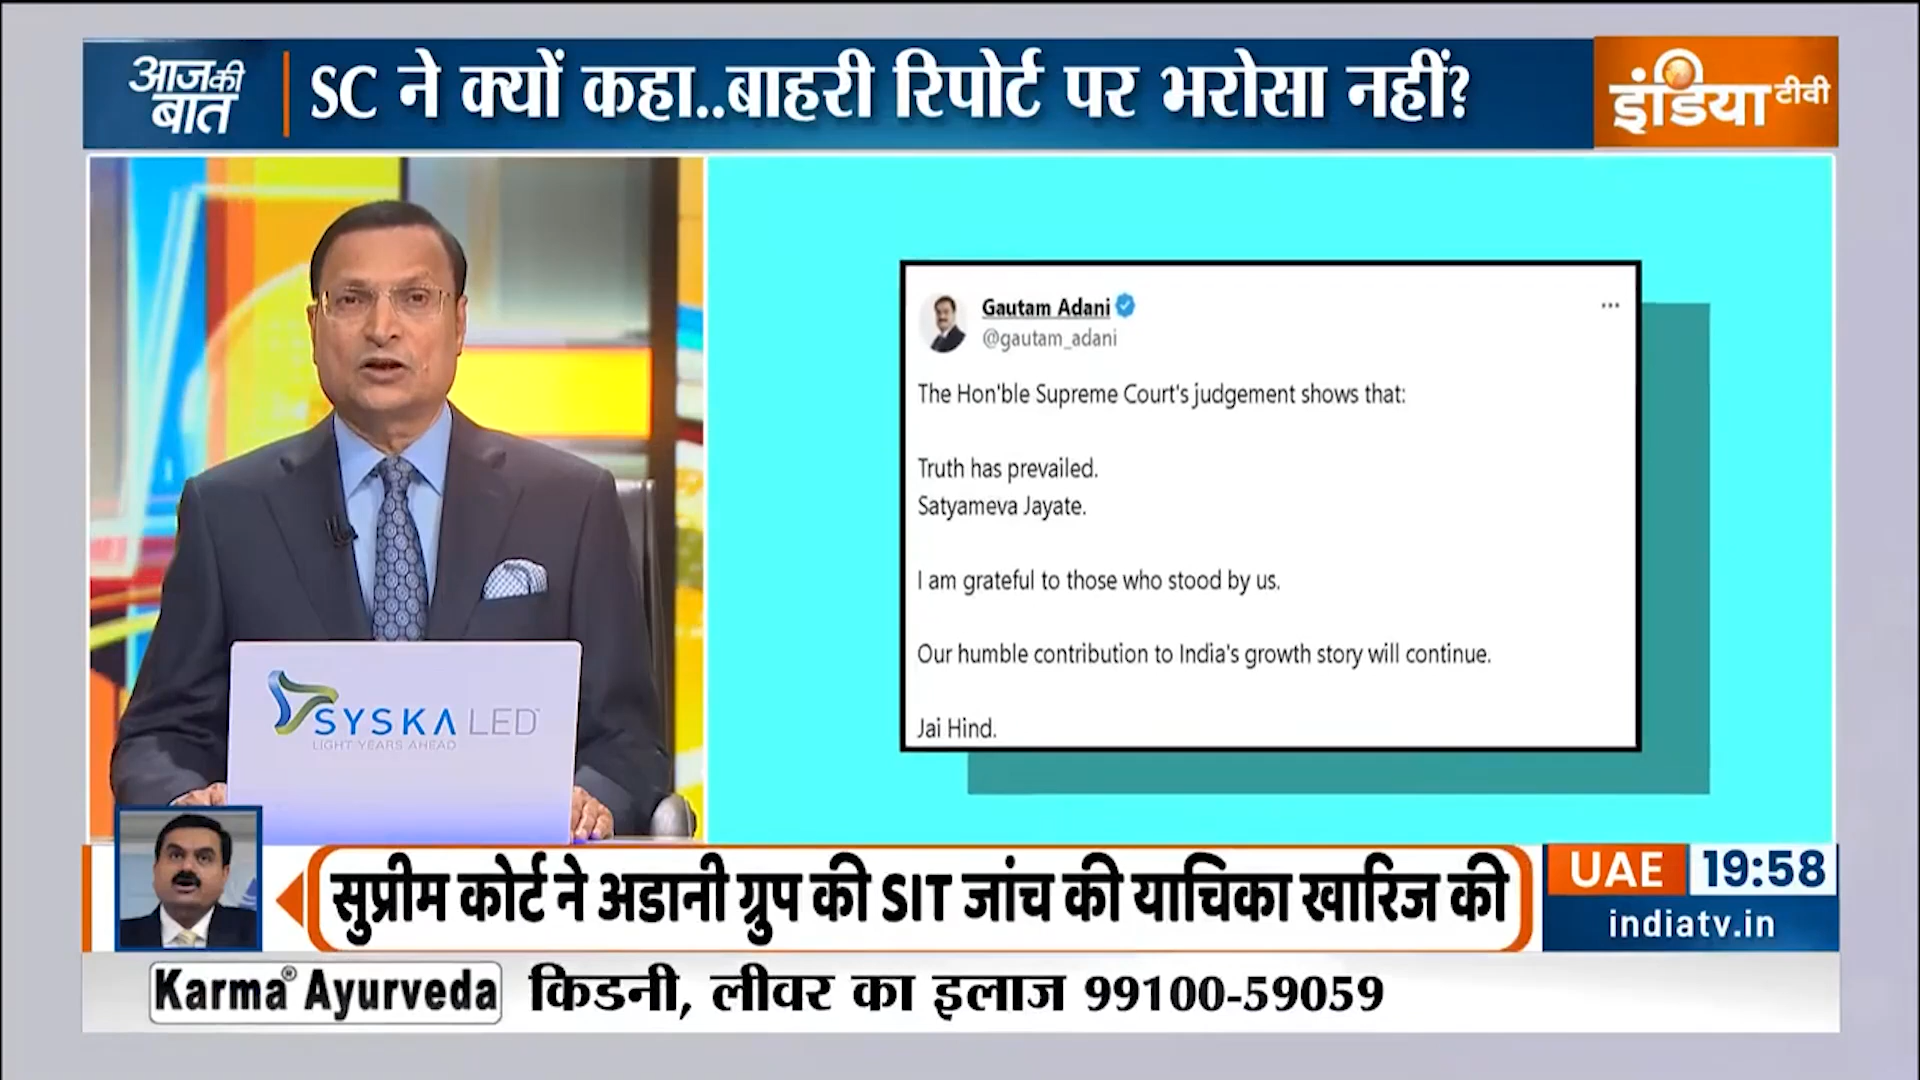 आज की
बात
SC ने क्यों कहा..बाहरी रिपोर्ट पर भरोसा नहीं?
इंडिया टीवी
Gautam Adani
@gautam_adani
The Hon'ble Supreme Court's judgement shows that:
Truth has prevailed.
Satyameva Jayate.
I am grateful to those who stood by us.
Our humble contribution to India's growth story will continue.
Jai Hind.
SYSKA LED
LIGHT YEARS AHEAD
सुप्रीम कोर्ट ने अडानी ग्रुप की SIT जांच की याचिका खारिज की
UAE 19:58
indiatv.in
Karma® Ayurveda किडनी, लीवर का इलाज 99100-59059